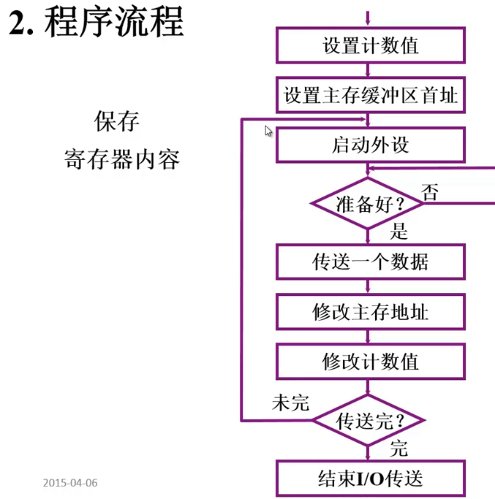 2. 程序流程
保存
寄存器内容
设置计数值
设置主存缓冲区首址
启动外设
准备好?
否
是
传送一个数据
修改主存地址
修改计数值
未完
传送完?
完
结束I/O传送
2015-04-06